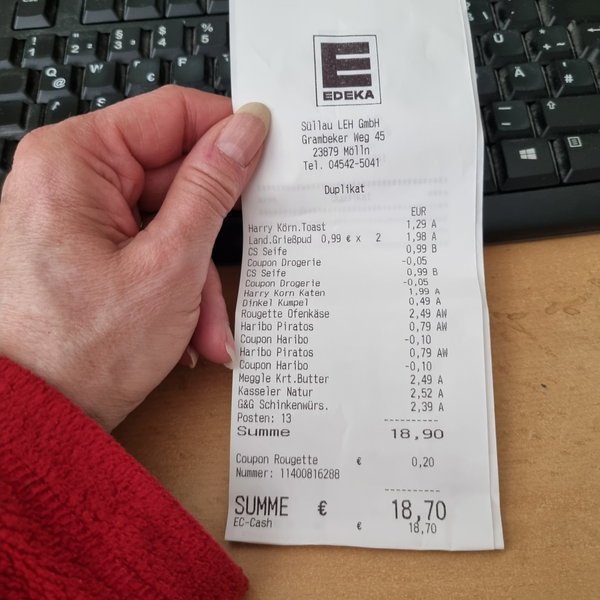 EDEKA
Süllau LEH GmbH
Grambeker Weg 45
23879 Mölln
Tel. 04542-5041
Duplikat
EUR
Harry Körn.Toast 1,29 A
Land.Grießpud 0,99 € x 2 1,98 A
CS Seife 0,99 B
Coupon Drogerie -0,05
CS Seife 0,99 B
Coupon Drogerie -0,05
Harry Korn Katen 1,99 A
Dinkel Kumpel 0,49 A
Rougette Ofenkäse 2,49 AW
Haribo Piratos 0,79 AW
Coupon Haribo -0,10
Haribo Piratos 0,79 AW
Coupon Haribo -0,10
Meggle Krt.Butter 2,49 A
Kasseler Natur 2,52 A
G&G Schinkenwürs. 2,39 A
Posten: 13
Summe 18,90
Coupon Rougette € 0,20
Nummer: 11400816288
SUMME € 18,70
EC-Cash € 18,70